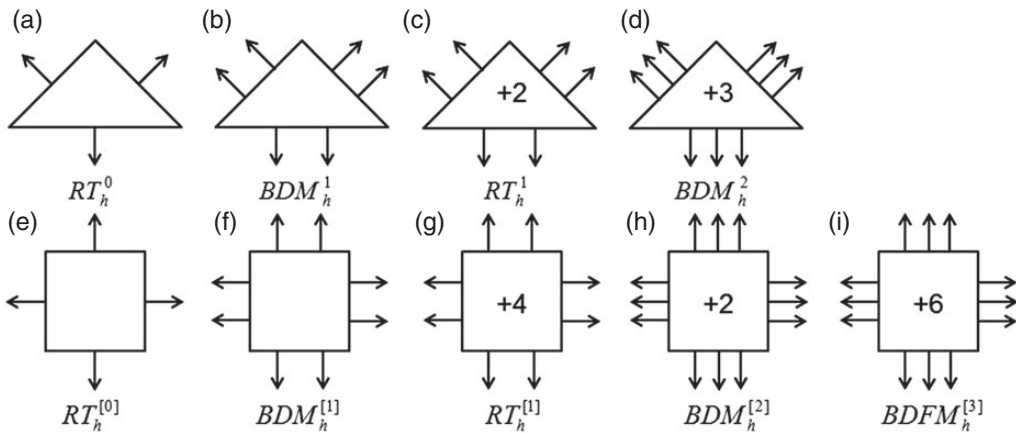 (a) (b) (c) (d)
+2 +3
RT_h^0 BDM_h^1 RT_h^1 BDM_h^2
(e) (f) (g) (h) (i)
+4 +2 +6
RT_h^{[0]} BDM_h^{[1]} RT_h^{[1]} BDM_h^{[2]} BDFM_h^{[3]}